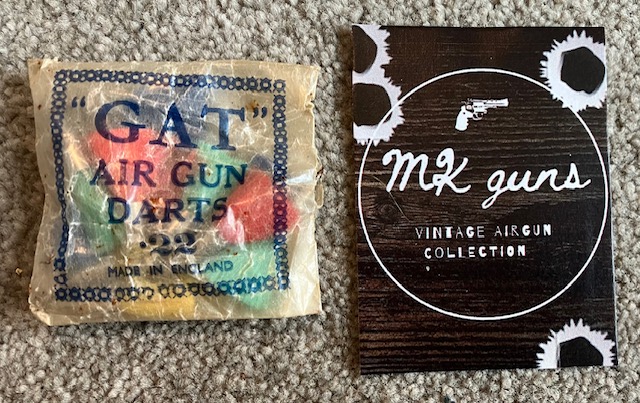 "GAT"
AIR GUN
DARTS
.22
MADE IN ENGLAND
MK guns
VINTAGE AIRGUN
COLLECTION